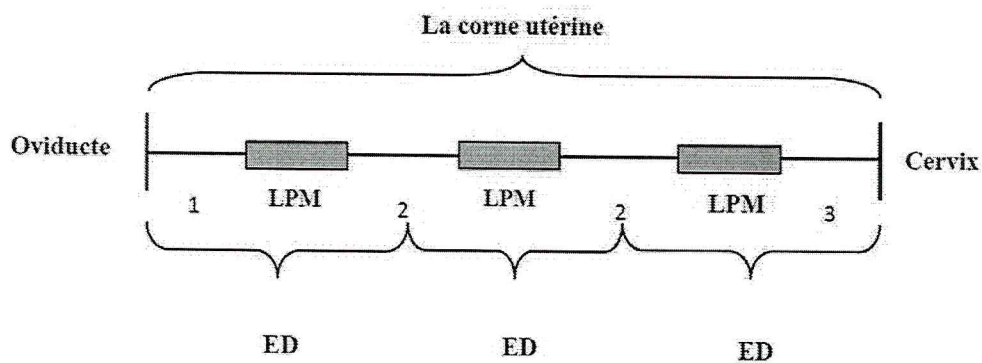 La corne utérine
Oviducte
Cervix
1 LPM 2 LPM 2 LPM 3
ED ED ED